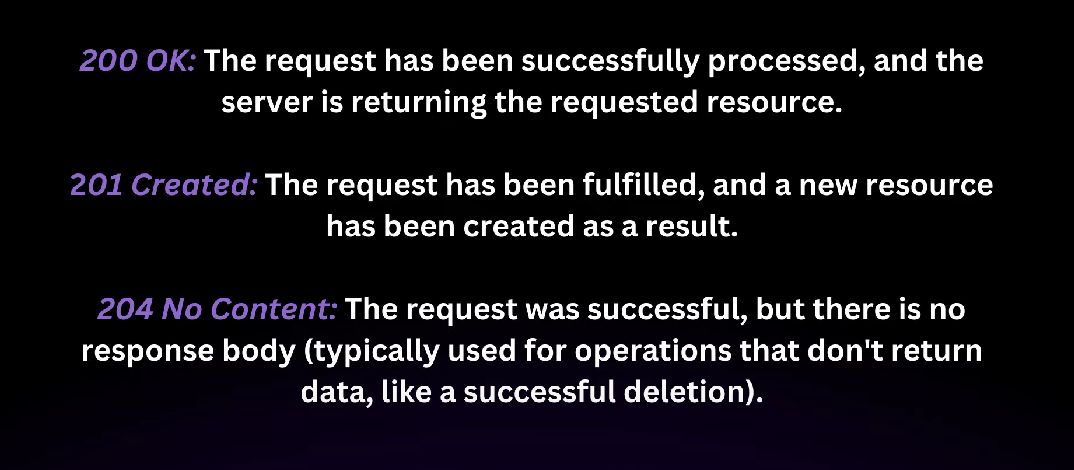 200 OK: The request has been successfully processed, and the
server is returning the requested resource.
201 Created: The request has been fulfilled, and a new resource
has been created as a result.
204 No Content: The request was successful, but there is no
response body (typically used for operations that don't return
data, like a successful deletion).